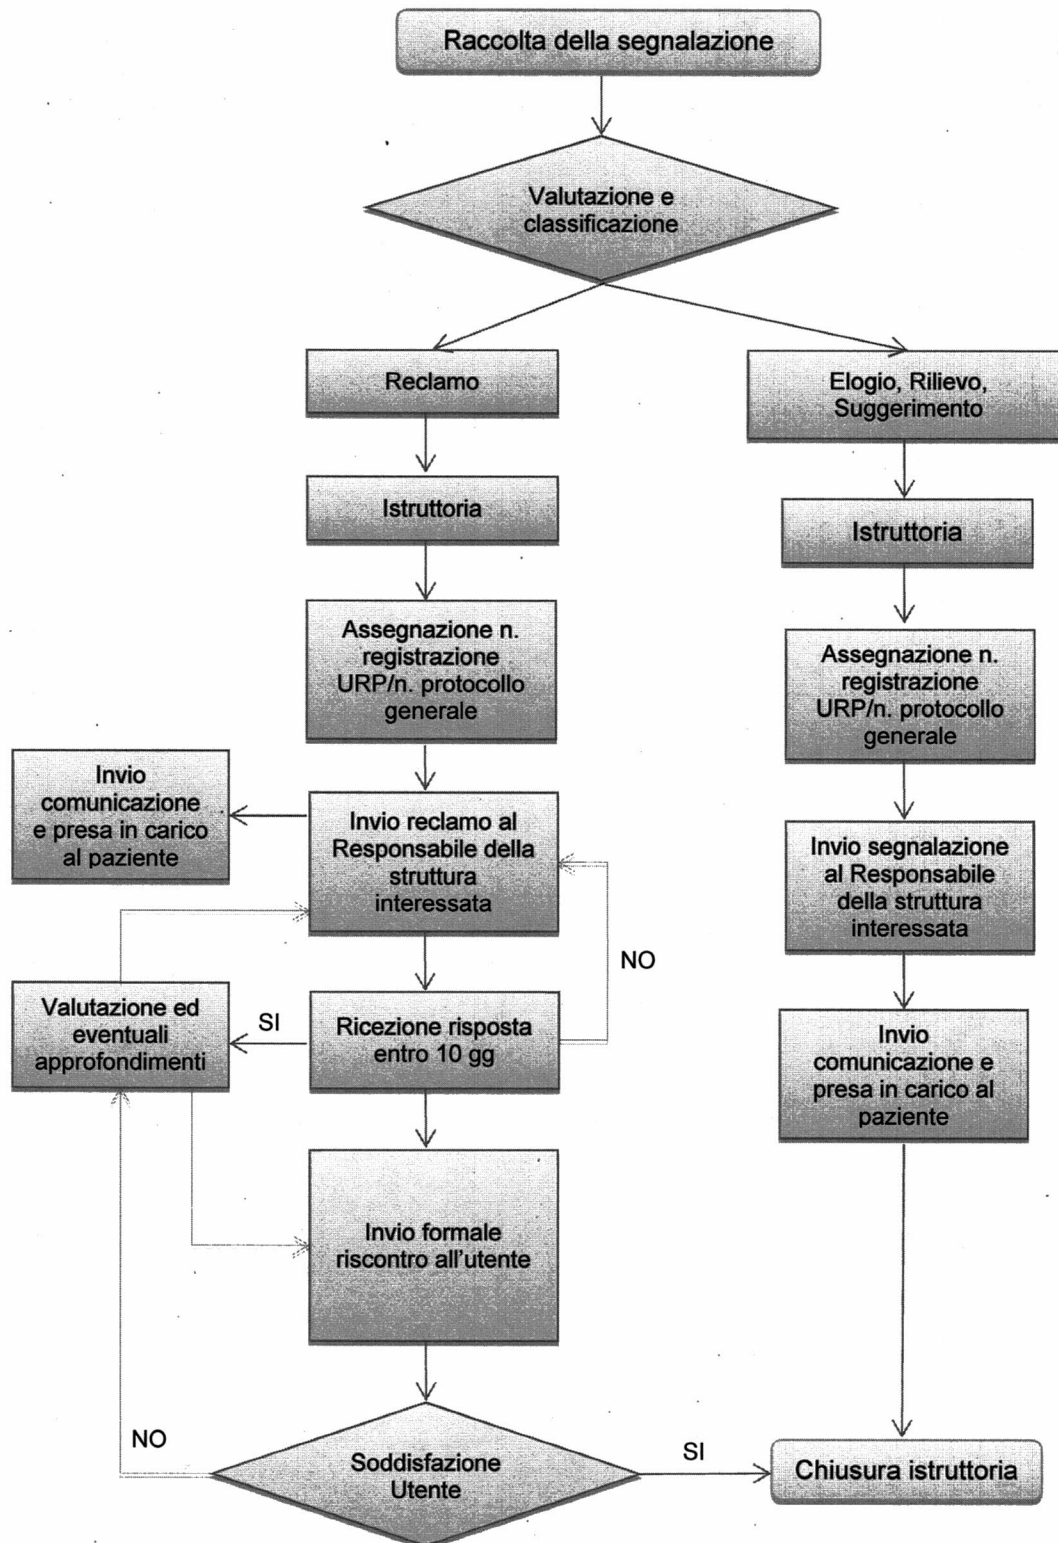 Raccolta della segnalazione
Valutazione e
classificazione
Reclamo
Elogio, Rilievo,
Suggerimento
Istruttoria
Istruttoria
Assegnazione n.
registrazione
URP/n. protocollo
generale
Assegnazione n.
registrazione
URP/n. protocollo
generale
Invio
comunicazione
e presa in carico
al paziente
Invio reclamo al
Responsabile della
struttura
interessata
Invio segnalazione
al Responsabile
della struttura
interessata
NO
Valutazione ed
eventuali
approfondimenti
SI
Ricezione risposta
entro 10 gg
Invio
comunicazione e
presa in carico al
paziente
Invio formale
riscontro all'utente
NO
Soddisfazione
Utente
SI
Chiusura istruttoria